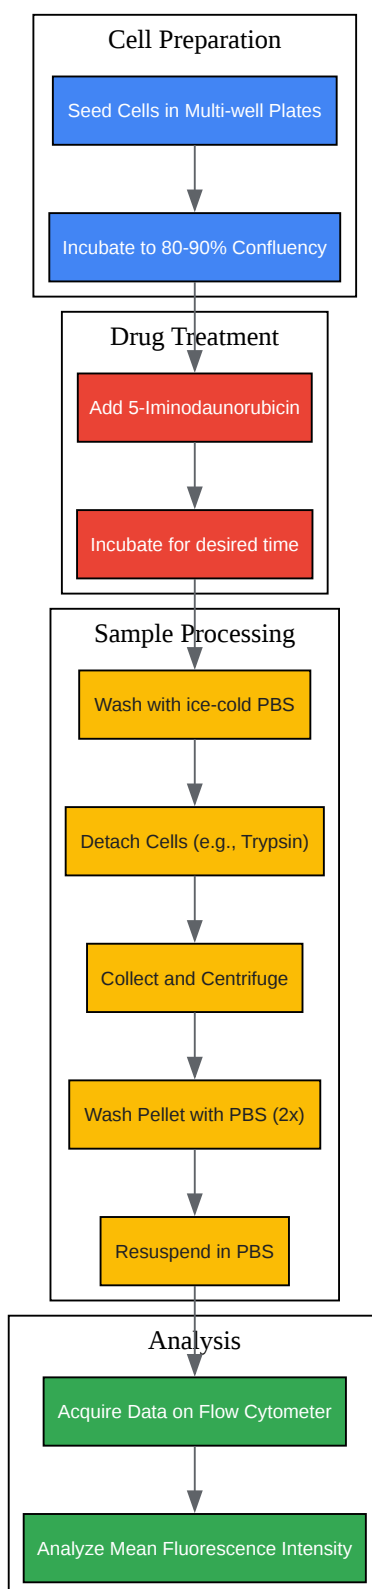 Cell Preparation
Seed Cells in Multi-well Plates
Incubate to 80-90% Confluency
Drug Treatment
Add 5-Iminodaunorubicin
Incubate for desired time
Sample Processing
Wash with ice-cold PBS
Detach Cells (e.g., Trypsin)
Collect and Centrifuge
Wash Pellet with PBS (2x)
Resuspend in PBS
Analysis
Acquire Data on Flow Cytometer
Analyze Mean Fluorescence Intensity